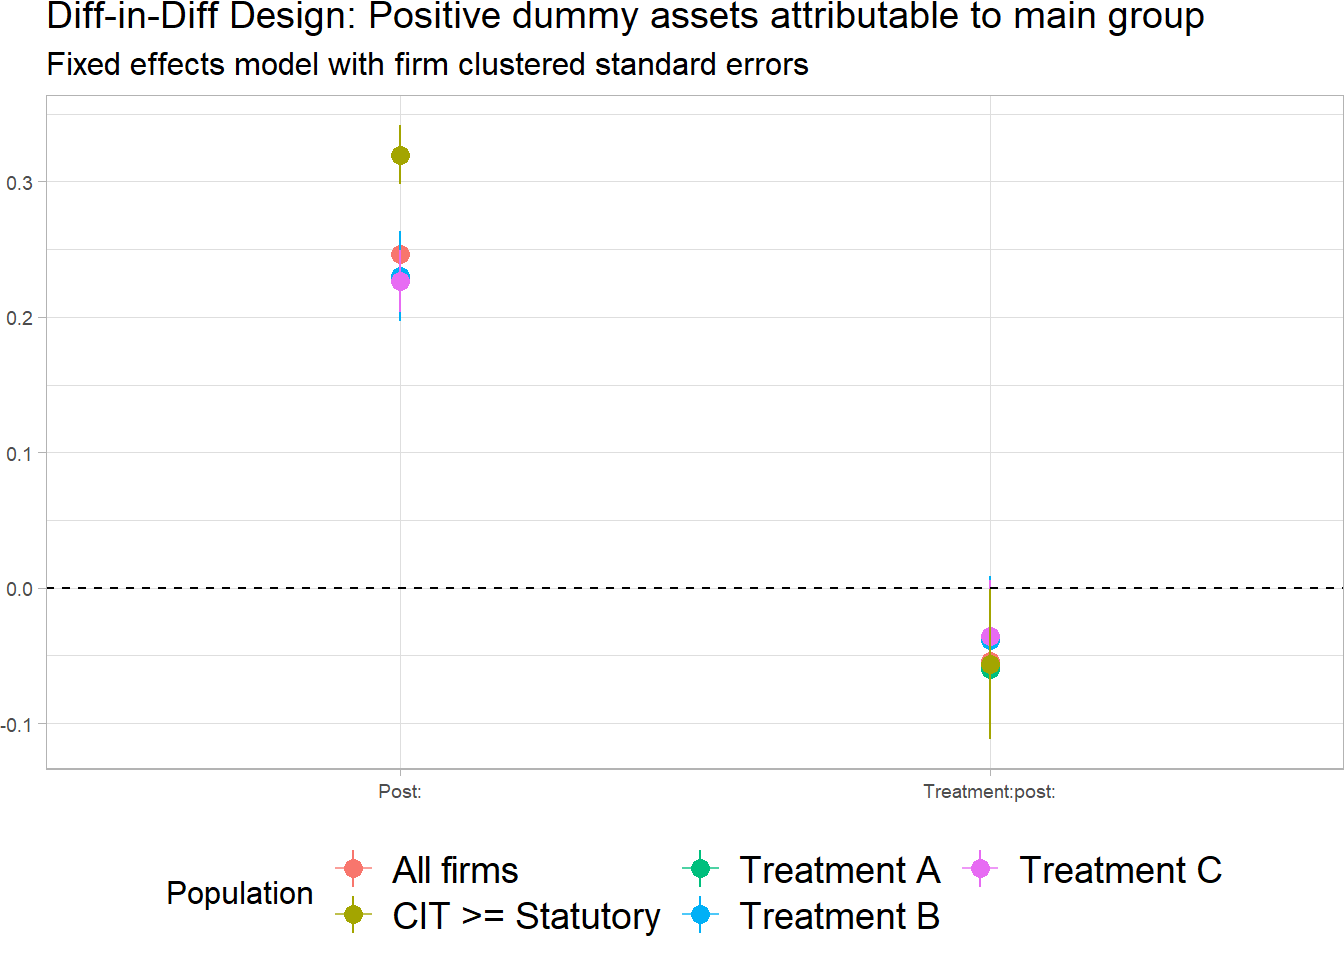 Diff-in-Diff Design: Positive dummy assets attributable to main group
Fixed effects model with firm clustered standard errors
0.3
0.2
0.1
0.0
-0.1
Post:
Treatment:post:
Population
All firms
Treatment A
Treatment C
CIT >= Statutory
Treatment B